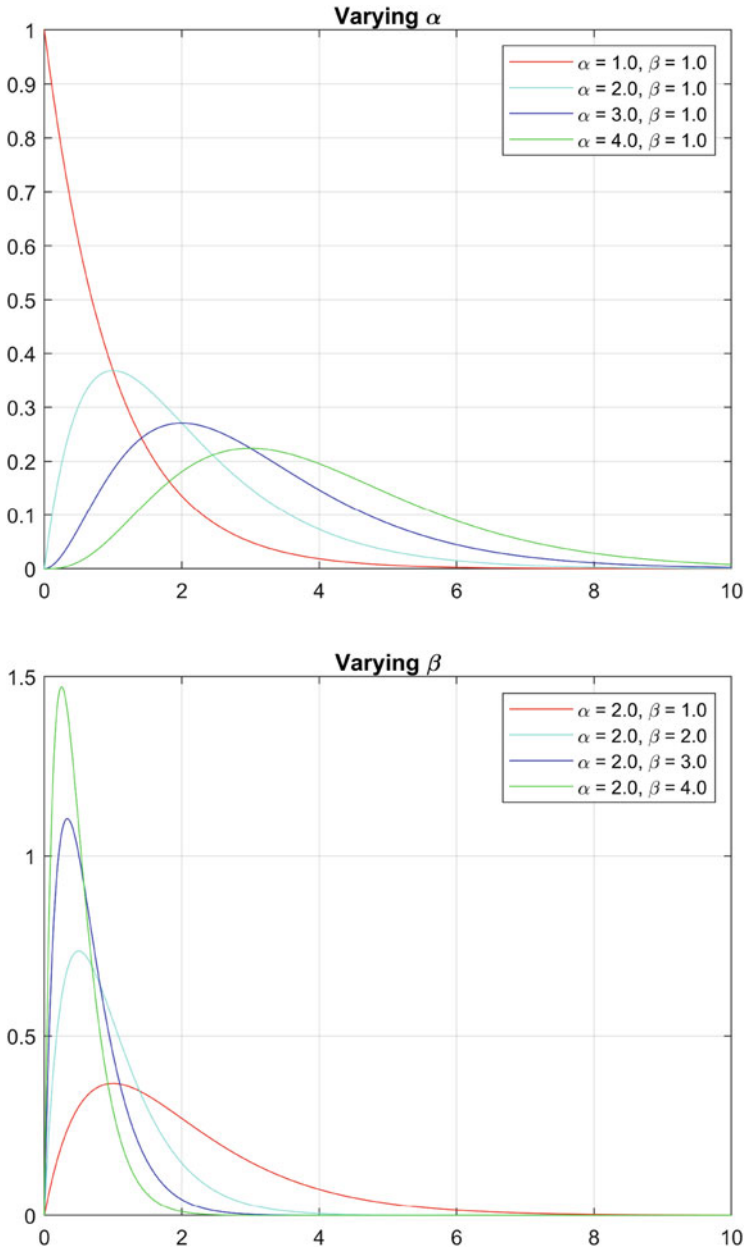 Varying α
1
0.9
0.8
0.7
0.6
0.5
0.4
0.3
0.2
0.1
0
α = 1.0, β = 1.0
α = 2.0, β = 1.0
α = 3.0, β = 1.0
α = 4.0, β = 1.0
0 2 4 6 8 10
Varying β
1.5
1
0.5
0
α = 2.0, β = 1.0
α = 2.0, β = 2.0
α = 2.0, β = 3.0
α = 2.0, β = 4.0
0 2 4 6 8 10